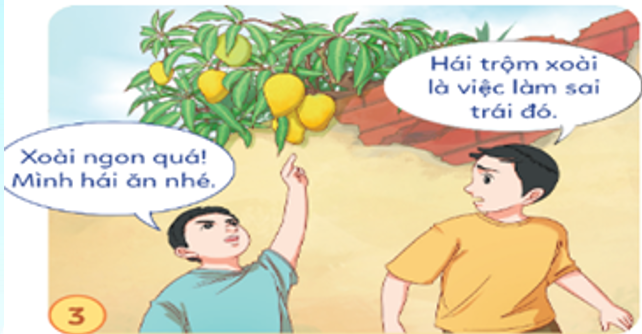 Xoài ngon quá!
Mình hái ăn nhé.
Hái trộm xoài
là việc làm sai
trái đó.
3